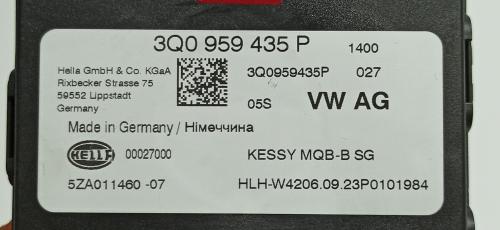 3Q0 959 435 P 1400
Hella GmbH & Co. KGaA
Rixbecker Strasse 75
59552 Lippstadt
Germany
3Q0959435P 027
05S VW AG
Made in Germany / Німеччина
HELLA 00027000 KESSY MQB-B SG
5ZA011460 -07 HLH-W4206.09.23P0101984